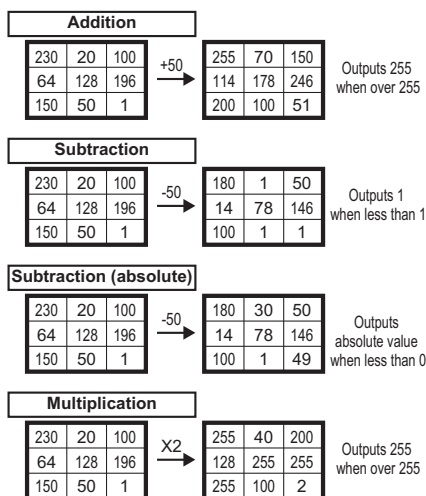 Addition
230 20 100
64 128 196
150 50 1
+50
255 70 150
114 178 246
200 100 51
Outputs 255
when over 255
Subtraction
230 20 100
64 128 196
150 50 1
-50
180 1 50
14 78 146
100 1 1
Outputs 1
when less than 1
Subtraction (absolute)
230 20 100
64 128 196
150 50 1
-50
180 30 50
14 78 146
100 1 49
Outputs
absolute value
when less than 0
Multiplication
230 20 100
64 128 196
150 50 1
X2
255 40 200
128 255 255
255 100 2
Outputs 255
when over 255